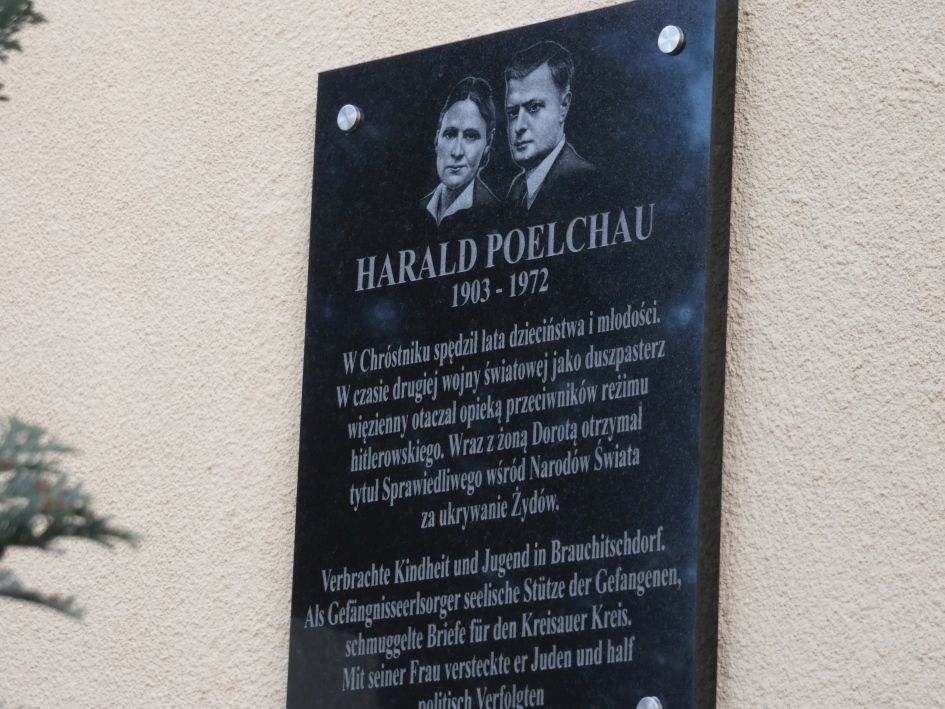 HARALD POELCHAU
1903 - 1972
W Chróstniku spędził lata dzieciństwa i młodości.
W czasie drugiej wojny światowej jako duszpasterz
więzienny otaczał opieką przeciwników reżimu
hitlerowskiego. Wraz z żoną Dorotą otrzymał
tytuł Sprawiedliwego wśród Narodów Świata
za ukrywanie Żydów.
Verbrachte Kindheit und Jugend in Brauchitschdorf.
Als Gefängnisseerlsorger seelische Stütze der Gefangenen,
schmuggelte Briefe für den Kreisauer Kreis.
Mit seiner Frau versteckte er Juden und half
politisch Verfolgten